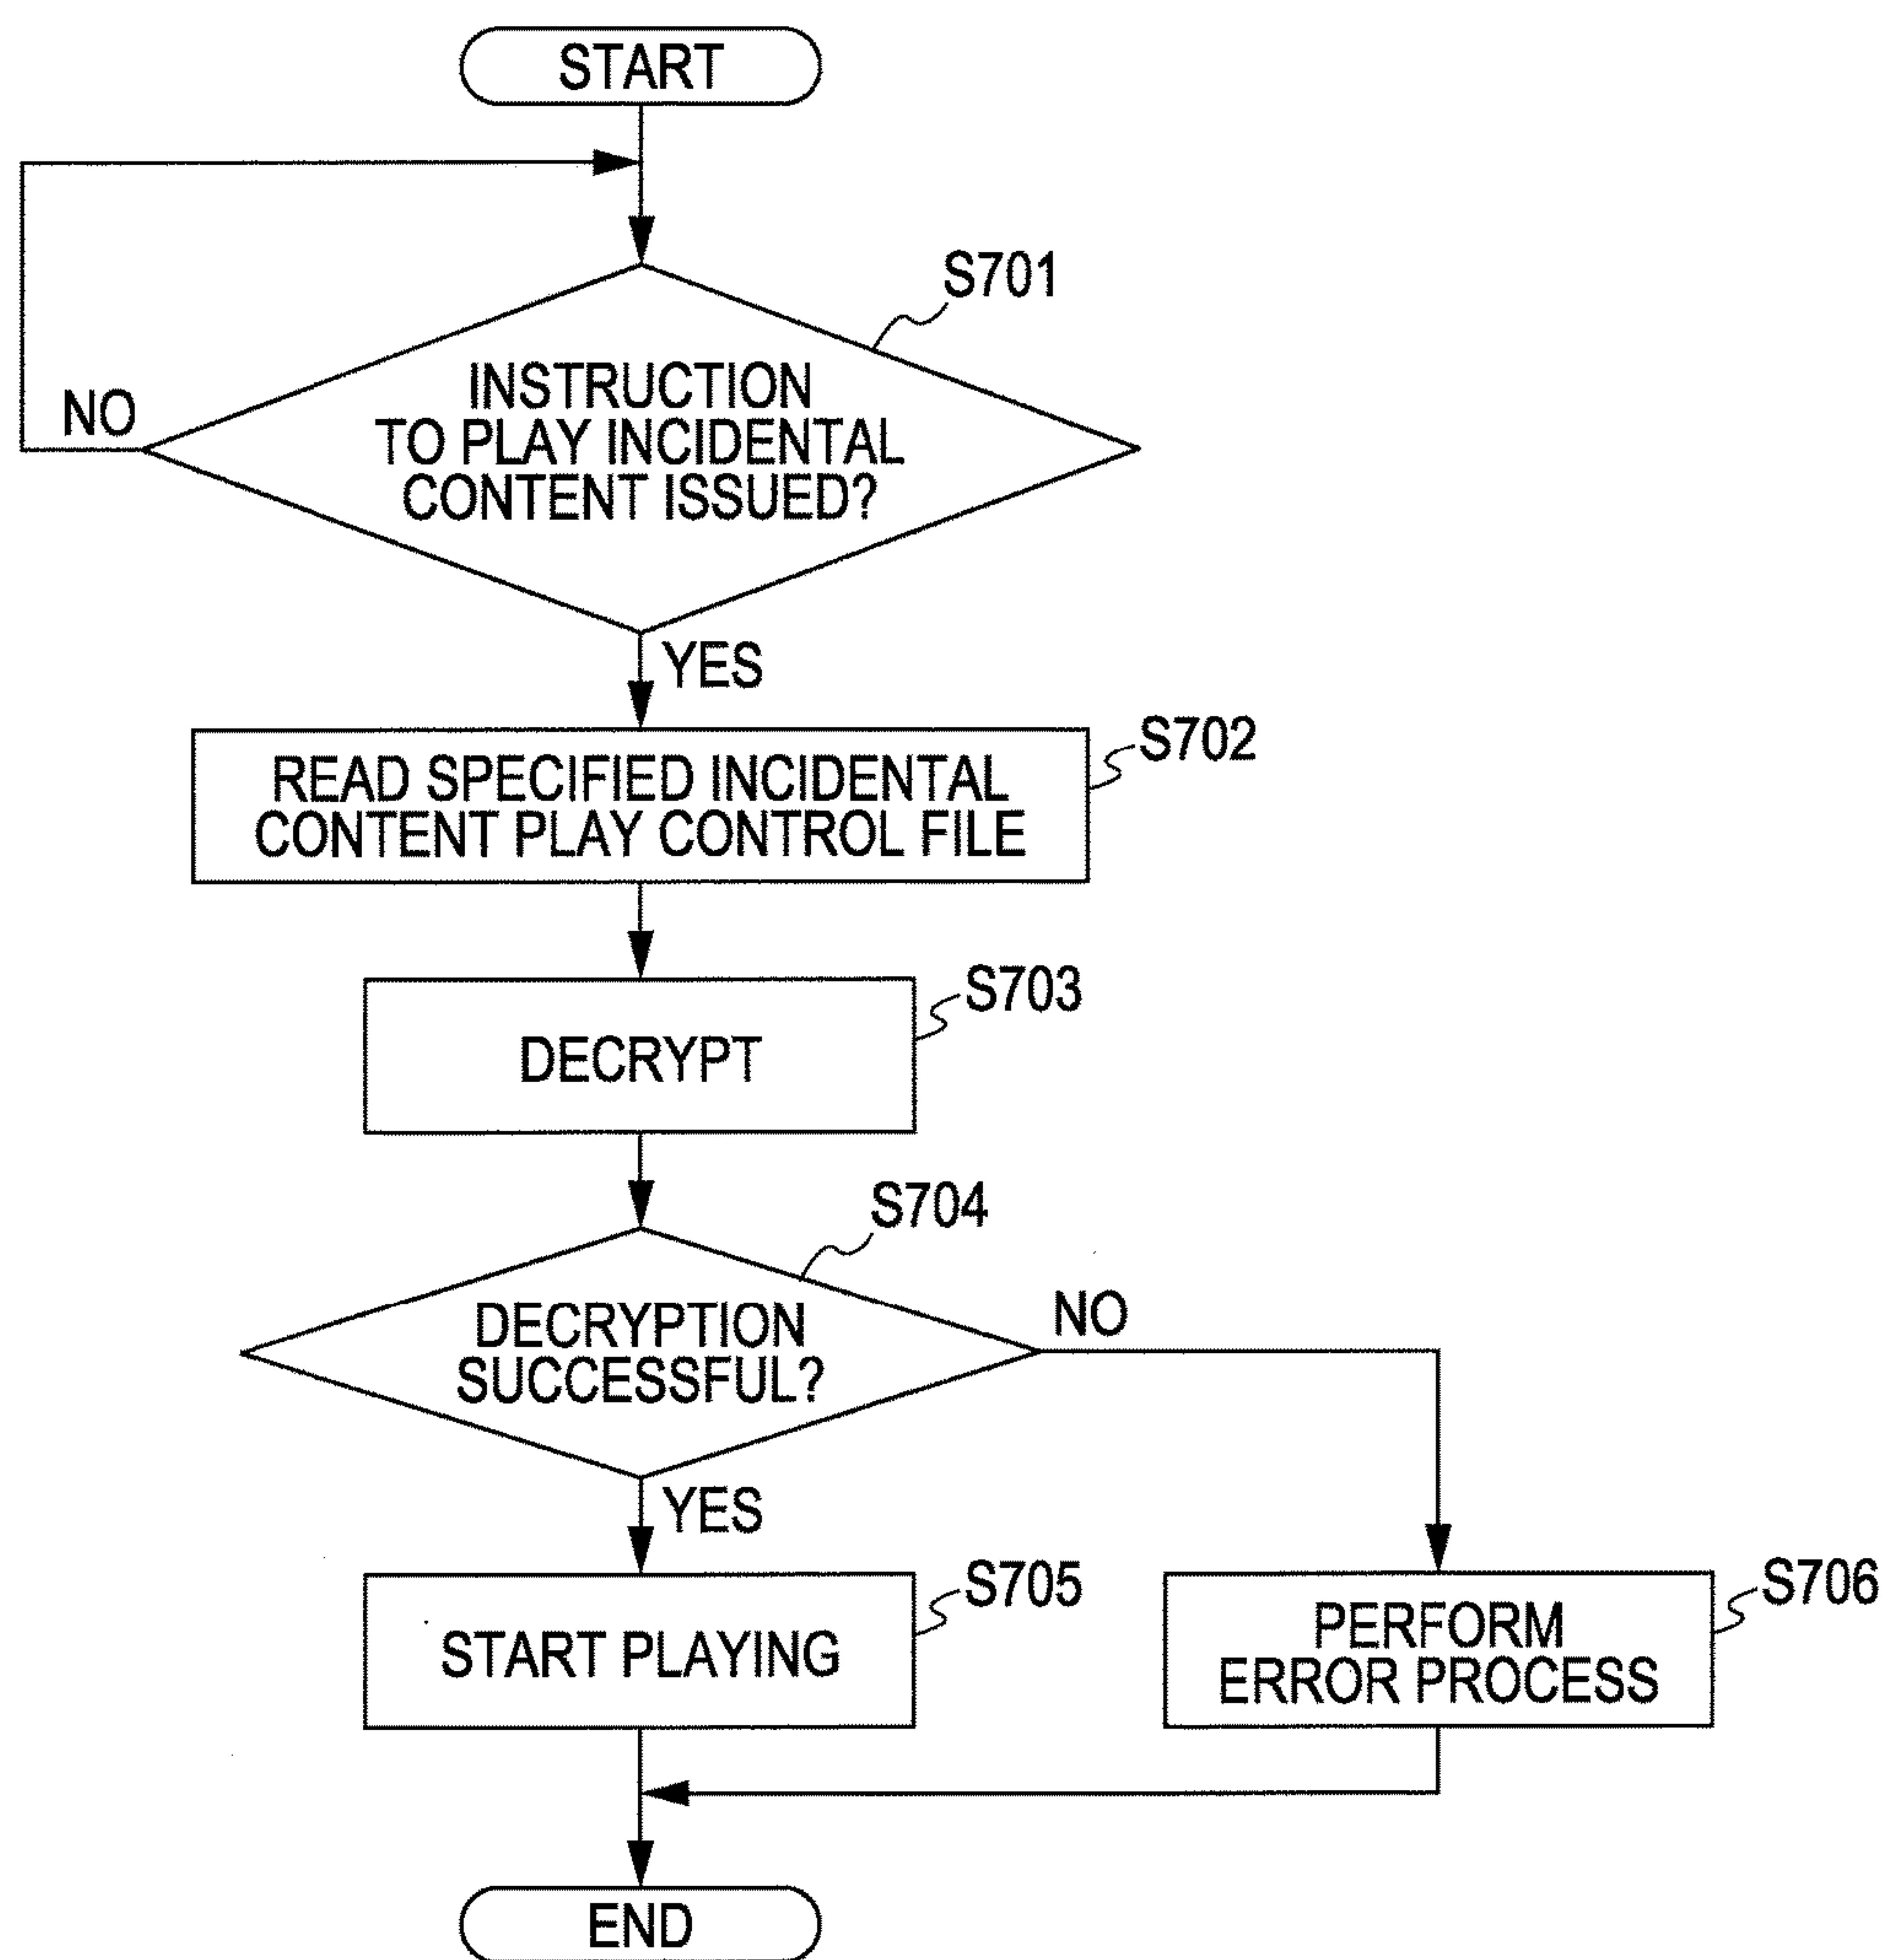 START
S701
INSTRUCTION
TO PLAY INCIDENTAL
CONTENT ISSUED?
NO
YES
S702
READ SPECIFIED INCIDENTAL
CONTENT PLAY CONTROL FILE
S703
DECRYPT
S704
DECRYPTION
SUCCESSFUL?
NO
YES
S705
START PLAYING
S706
PERFORM
ERROR PROCESS
END